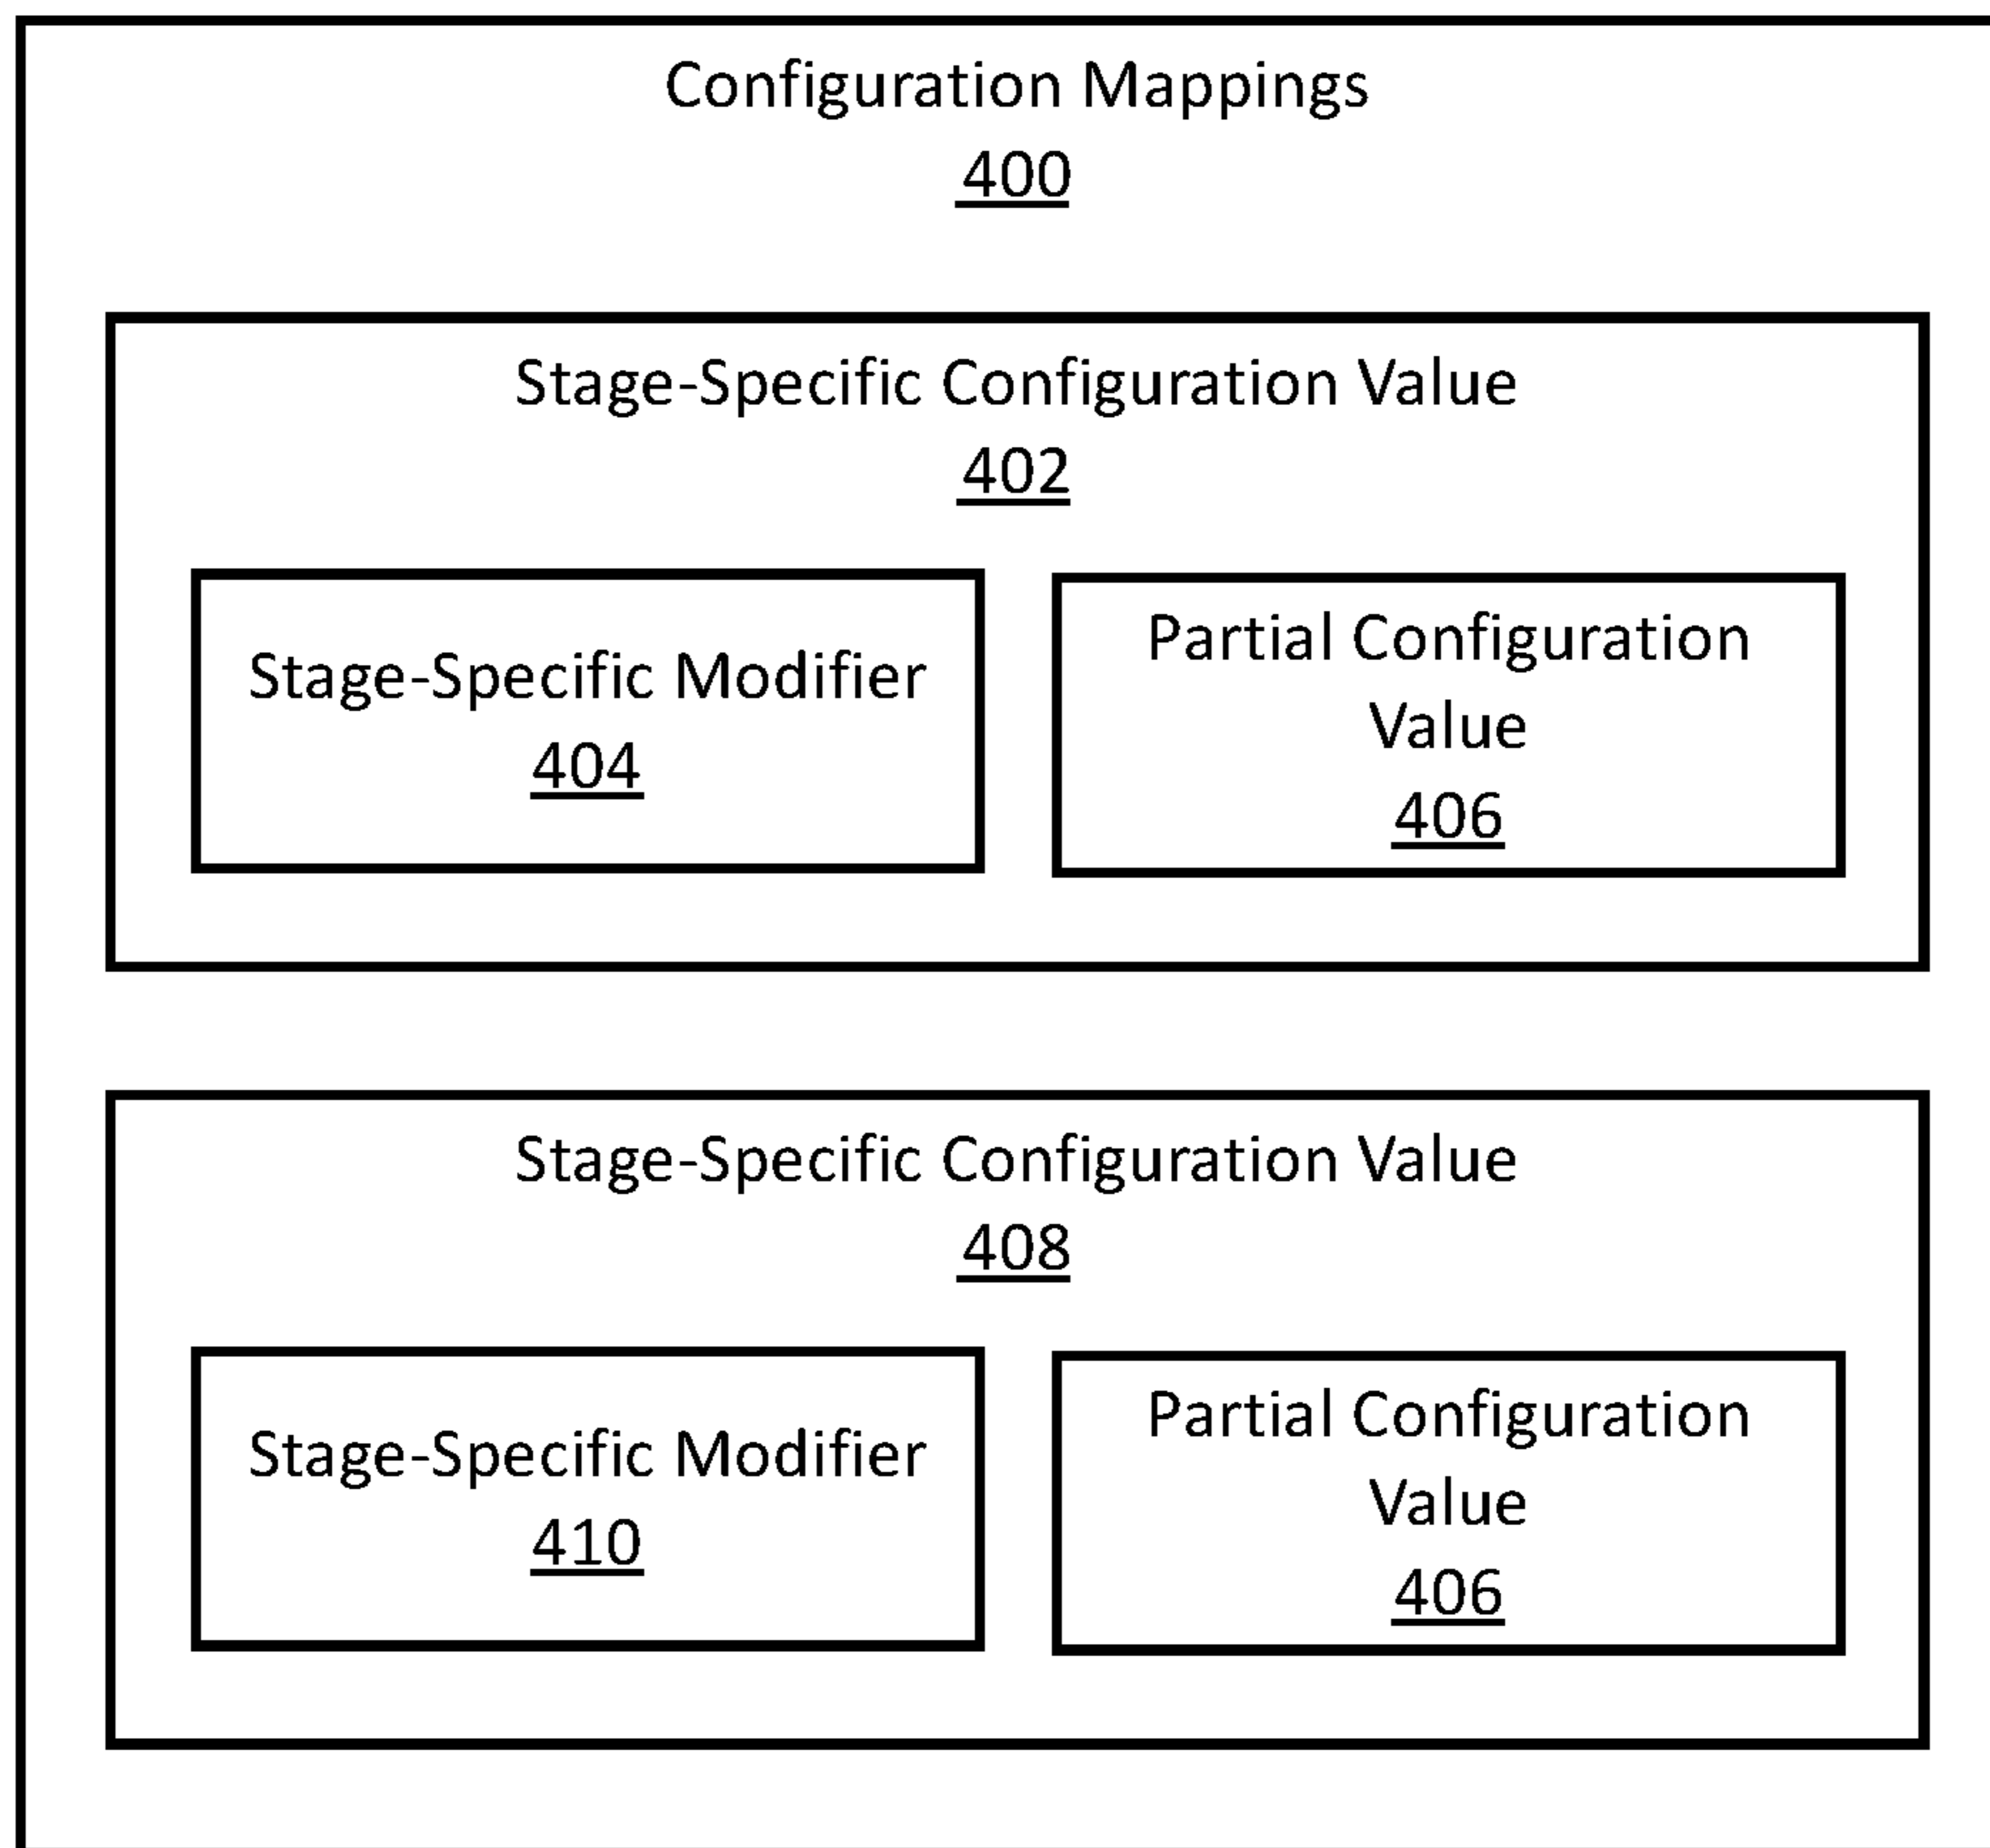 Configuration Mappings
400
Stage-Specific Configuration Value
402
Stage-Specific Modifier
404
Partial Configuration
Value
406
Stage-Specific Configuration Value
408
Stage-Specific Modifier
410
Partial Configuration
Value
406